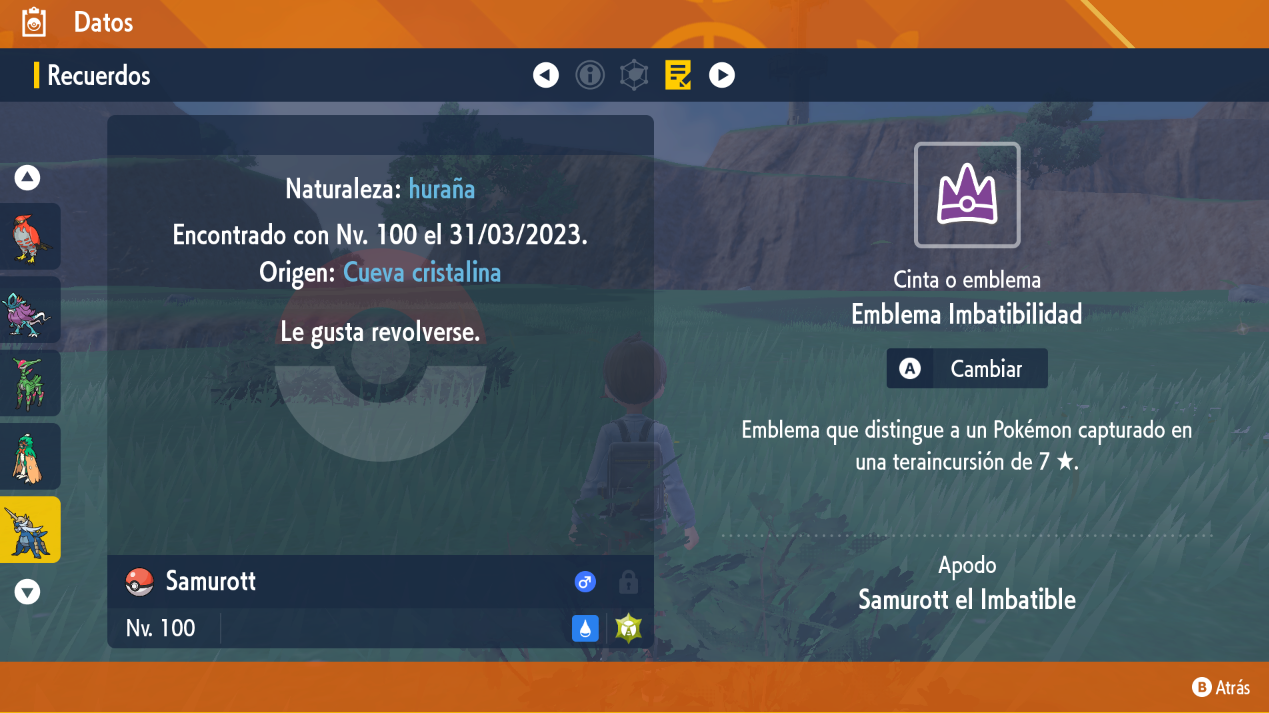 Datos
Recuerdos
Naturaleza: huraña
Encontrado con Nv. 100 el 31/03/2023.
Origen: Cueva cristalina
Le gusta revolverse.
Samurott
Nv. 100
Cinta o emblema
Emblema Imbatibilidad
A Cambiar
Emblema que distingue a un Pokémon capturado en
una teraincursión de 7 ★.
Apodo
Samurott el Imbatible
B Atrás